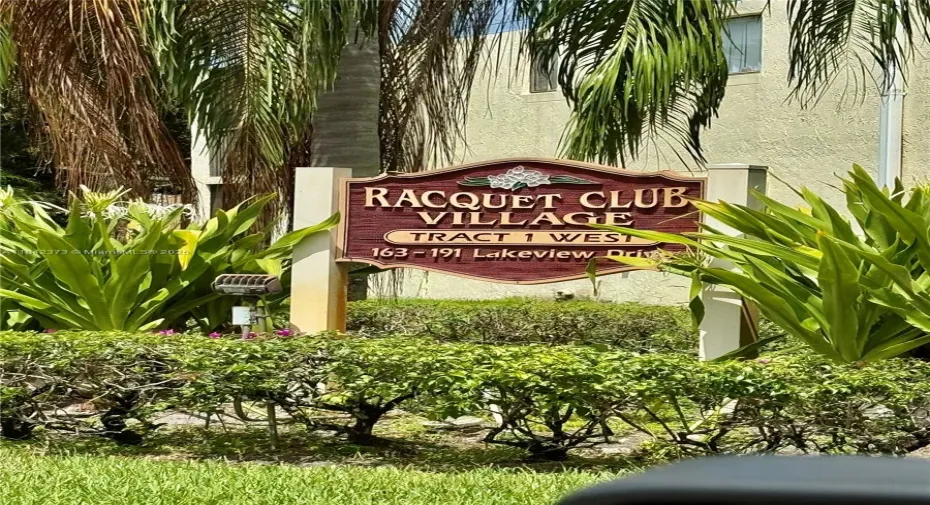 RACQUET CLUB
VILLAGE
TRACT 1 WEST
163-191 Lakeview Drive